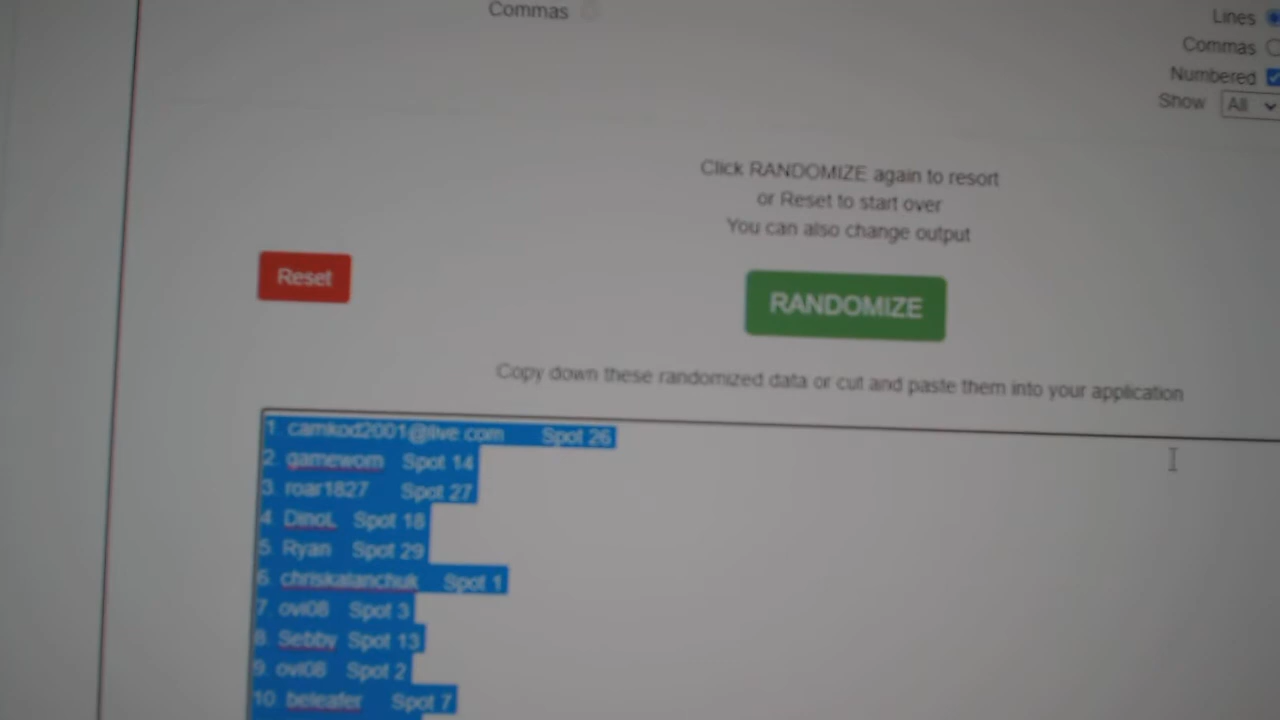 Commas
Lines
Commas
Numbered
Show All
Click RANDOMIZE again to resort
or Reset to start over
You can also change output
Reset
RANDOMIZE
Copy down these randomized data or cut and paste them into your application
1. camkod2001@live.com Spot 26
2. gameworn Spot 14
3. roar1827 Spot 27
4. DinoL Spot 18
5. Ryan Spot 29
6. chriskalanchuk Spot 1
7. ovi08 Spot 3
8. Sebby Spot 13
9. ovi08 Spot 2
10. beleafer Spot 7